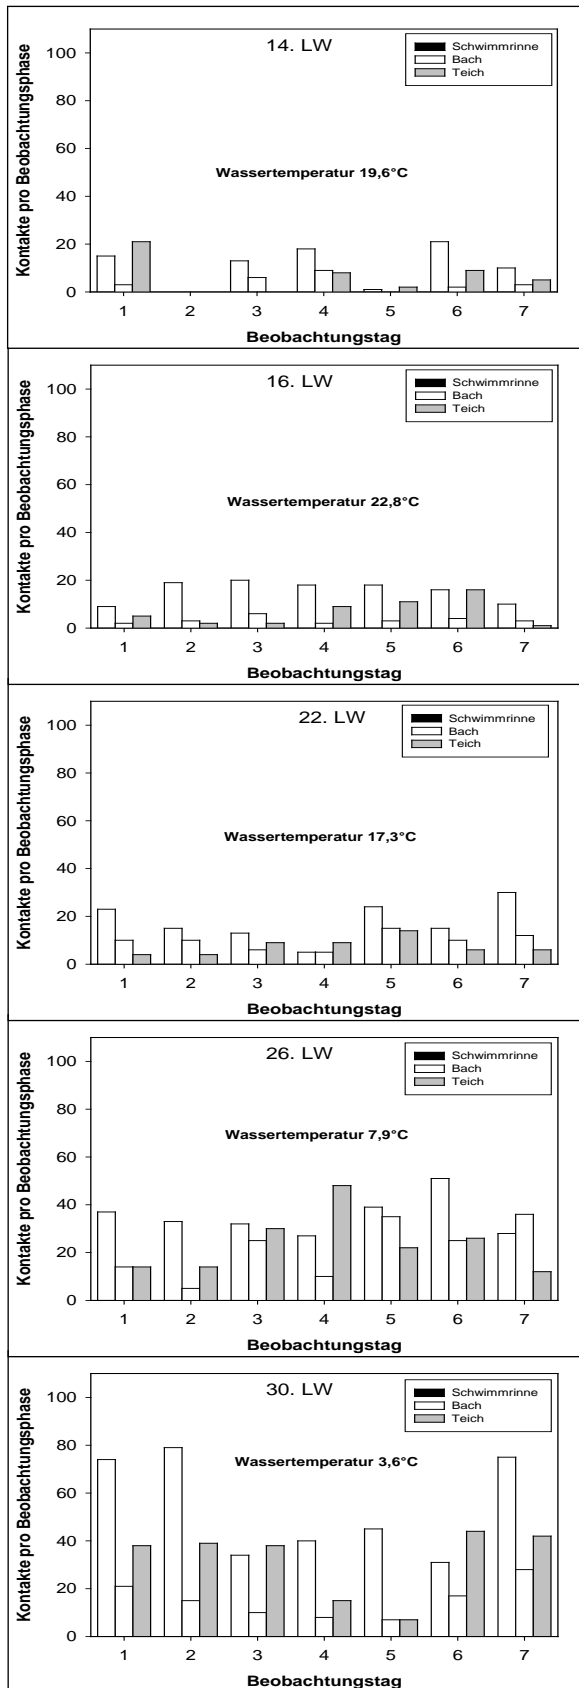 14. LW
Schwimmrinne
Bach
Teich
Wassertemperatur 19,6°C
Kontakte pro Beobachtungsphase
100
80
60
40
20
0
1 2 3 4 5 6 7
Beobachtungstag
16. LW
Schwimmrinne
Bach
Teich
Wassertemperatur 22,8°C
Kontakte pro Beobachtungsphase
100
80
60
40
20
0
1 2 3 4 5 6 7
Beobachtungstag
22. LW
Schwimmrinne
Bach
Teich
Wassertemperatur 17,3°C
Kontakte pro Beobachtungsphase
100
80
60
40
20
0
1 2 3 4 5 6 7
Beobachtungstag
26. LW
Schwimmrinne
Bach
Teich
Wassertemperatur 7,9°C
Kontakte pro Beobachtungsphase
100
80
60
40
20
0
1 2 3 4 5 6 7
Beobachtungstag
30. LW
Schwimmrinne
Bach
Teich
Wassertemperatur 3,6°C
Kontakte pro Beobachtungsphase
100
80
60
40
20
0
1 2 3 4 5 6 7
Beobachtungstag